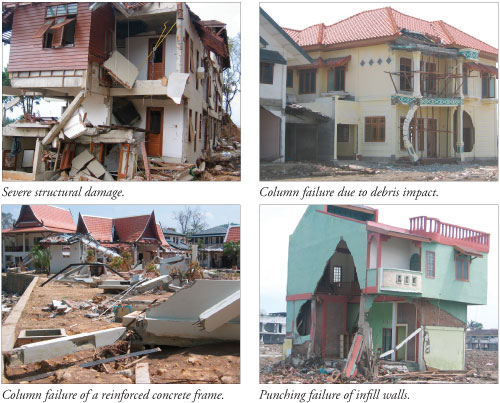 Severe structural damage.
Column failure due to debris impact.
Column failure of a reinforced concrete frame.
Punching failure of infill walls.